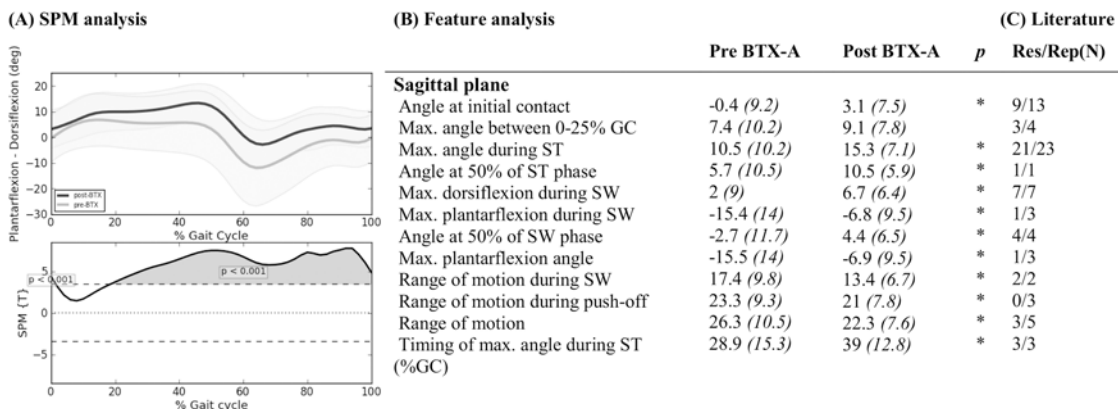 (A) SPM analysis
(B) Feature analysis
(C) Literature
Pre BTX-A Post BTX-A p Res/Rep(N)
Plantarflexion - Dorsiflexion (deg)
20
10
0
−10
−20
−30
post-BTX
pre-BTX
0 20 40 60 80 100
% Gait Cycle
SPM {T}
5
0
−5
p < 0.001
p < 0.001
0 20 40 60 80 100
% Gait cycle
Sagittal plane
Angle at initial contact -0.4 (9.2) 3.1 (7.5) * 9/13
Max. angle between 0-25% GC 7.4 (10.2) 9.1 (7.8) 3/4
Max. angle during ST 10.5 (10.2) 15.3 (7.1) * 21/23
Angle at 50% of ST phase 5.7 (10.5) 10.5 (5.9) * 1/1
Max. dorsiflexion during SW 2 (9) 6.7 (6.4) * 7/7
Max. plantarflexion during SW -15.4 (14) -6.8 (9.5) * 1/3
Angle at 50% of SW phase -2.7 (11.7) 4.4 (6.5) * 4/4
Max. plantarflexion angle -15.5 (14) -6.9 (9.5) * 1/3
Range of motion during SW 17.4 (9.8) 13.4 (6.7) * 2/2
Range of motion during push-off 23.3 (9.3) 21 (7.8) * 0/3
Range of motion 26.3 (10.5) 22.3 (7.6) * 3/5
Timing of max. angle during ST 28.9 (15.3) 39 (12.8) * 3/3
(%GC)